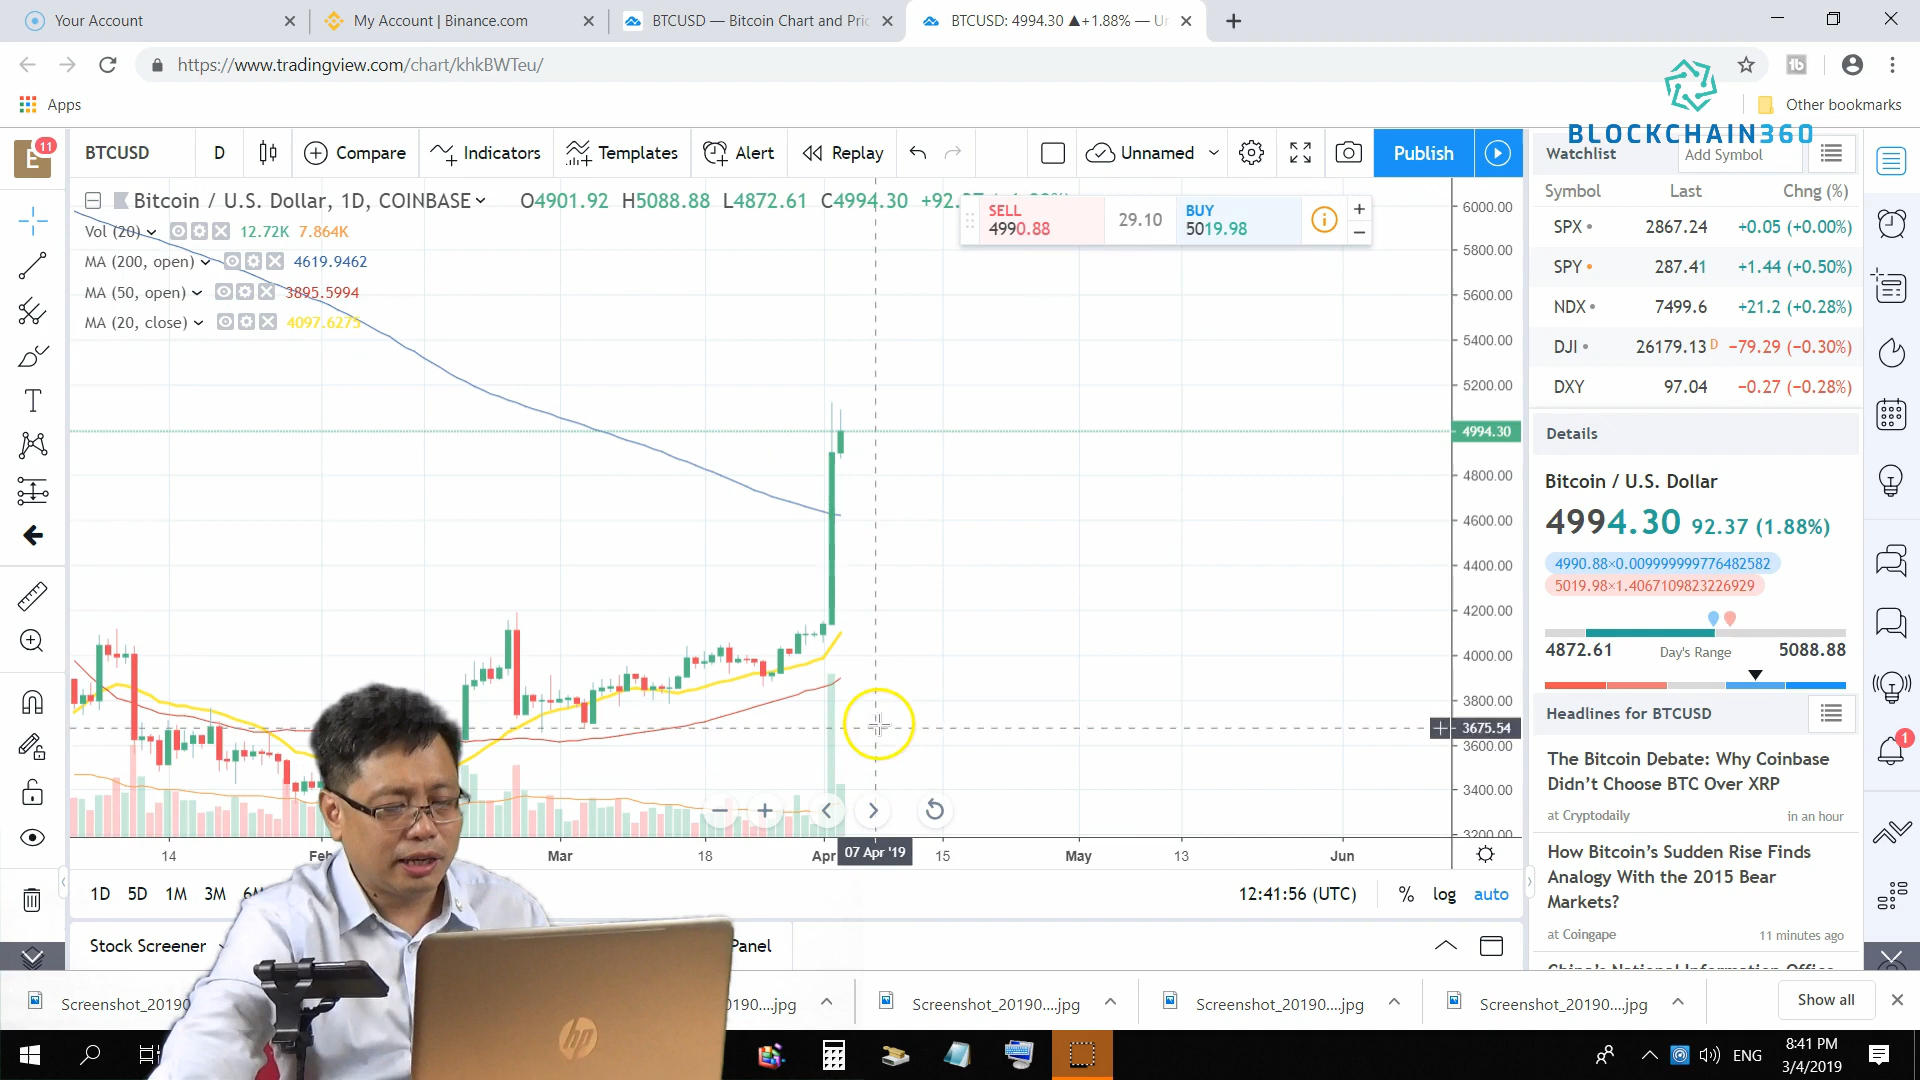 Your Account
My Account | Binance.com
BTCUSD — Bitcoin Chart and Pric
BTCUSD: 4994.30 ▲+1.88% — Un
https://www.tradingview.com/chart/khkBWTeu/
Apps
Other bookmarks
BLOCKCHAIN360
E
11
BTCUSD
D
Compare
Indicators
Templates
Alert
Replay
Unnamed
Publish
Watchlist
Add Symbol
Bitcoin / U.S. Dollar, 1D, COINBASE
O4901.92 H5088.88 L4872.61 C4994.30
SELL
4990.88
29.10
BUY
5019.98
Vol (20)
12.72K 7.864K
MA (200, open)
4619.9462
MA (50, open)
3895.5994
MA (20, close)
4097.6275
6000.00
5800.00
5600.00
5400.00
5200.00
4994.30
4800.00
4600.00
4400.00
4200.00
4000.00
3800.00
3675.54
3600.00
3400.00
3200.00
14
Feb
Mar
18
Apr
07 Apr '19
15
May
13
Jun
1D 5D 1M 3M
12:41:56 (UTC)
% log auto
Stock Screener
Panel
Symbol Last Chng (%)
SPX 2867.24 +0.05 (+0.00%)
SPY 287.41 +1.44 (+0.50%)
NDX 7499.6 +21.2 (+0.28%)
DJI 26179.13 D −79.29 (−0.30%)
DXY 97.04 −0.27 (−0.28%)
Details
Bitcoin / U.S. Dollar
4994.30 92.37 (1.88%)
4990.88×0.009999999776482582
5019.98×1.4067109823226929
4872.61 Day's Range 5088.88
Headlines for BTCUSD
The Bitcoin Debate: Why Coinbase
Didn't Choose BTC Over XRP
at Cryptodaily
in an hour
How Bitcoin's Sudden Rise Finds
Analogy With the 2015 Bear
Markets?
at Coingape
11 minutes ago
1
Screenshot_20190
190....jpg
Screenshot_20190....jpg
Screenshot_20190....jpg
Screenshot_20190....jpg
Show all
hp
ENG
8:41 PM
3/4/2019